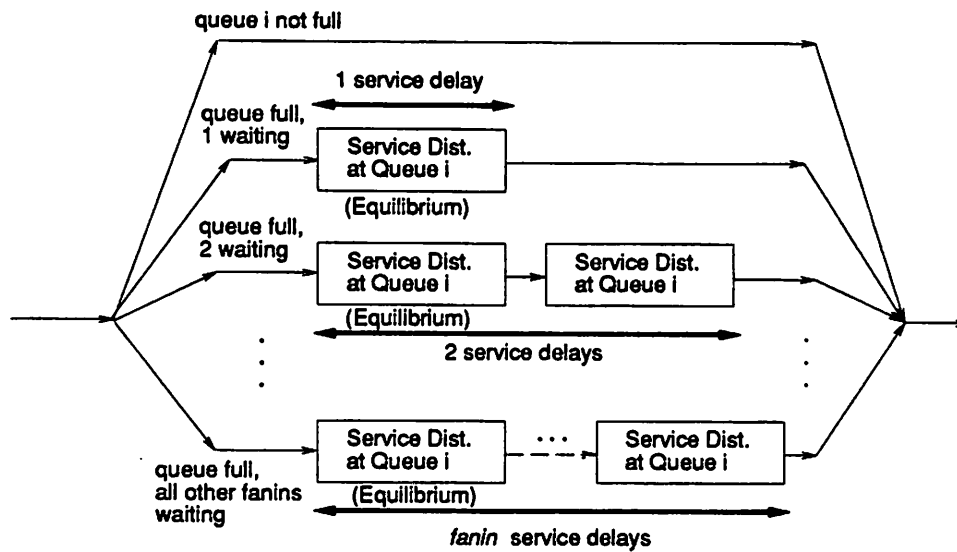 queue i not full
1 service delay
queue full,
1 waiting
Service Dist.
at Queue i
(Equilibrium)
queue full,
2 waiting
Service Dist.
at Queue i
Service Dist.
at Queue i
(Equilibrium)
2 service delays
Service Dist.
at Queue i
Service Dist.
at Queue i
queue full,
all other fanins
waiting
(Equilibrium)
fanin service delays